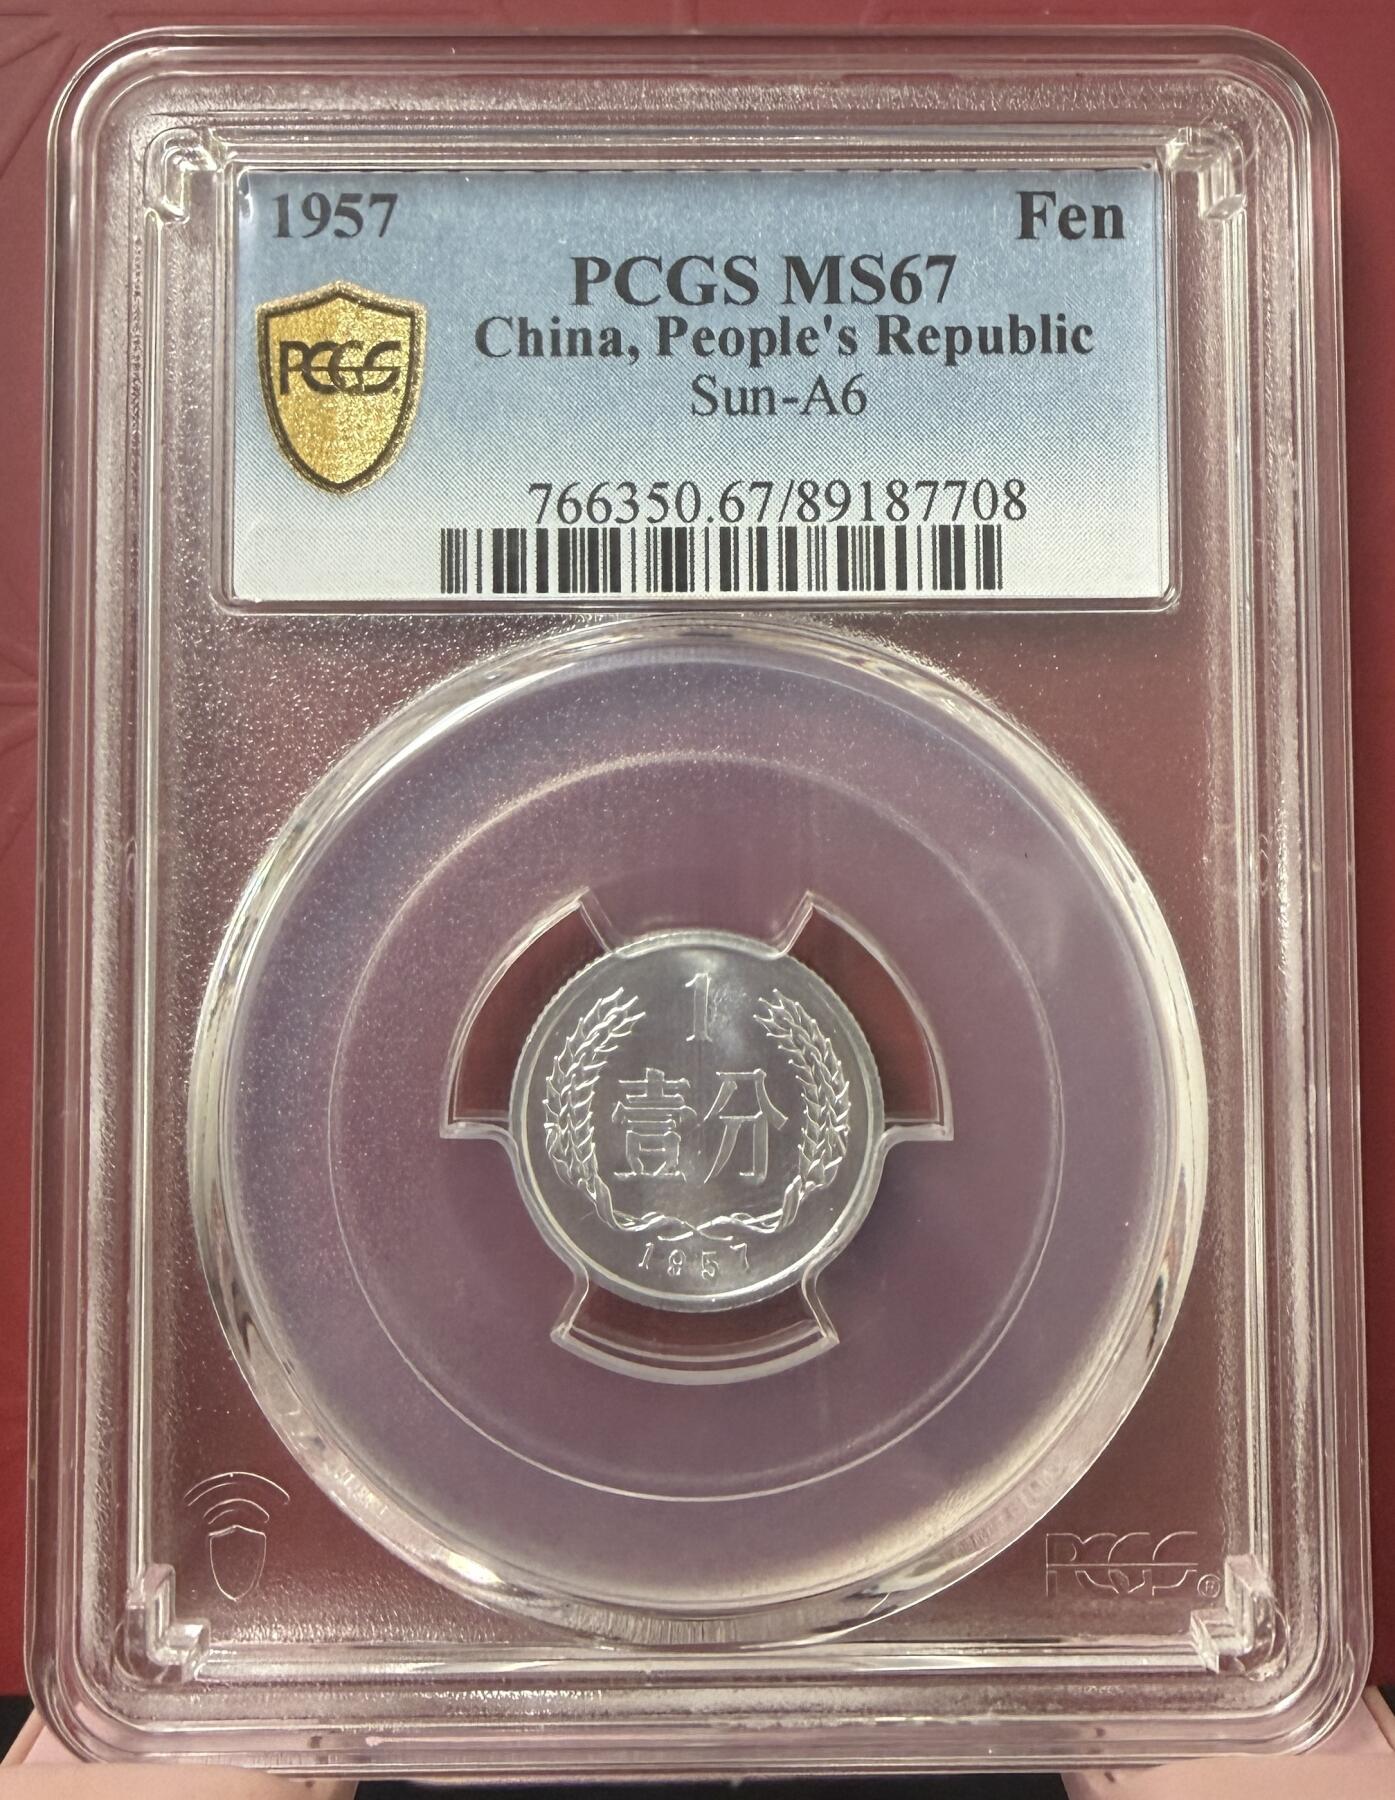 1957 Fen
PCGS MS67
China, People's Republic
PCGS
Sun-A6
766350.67/89187708
1
壹分
1957
PCGS®